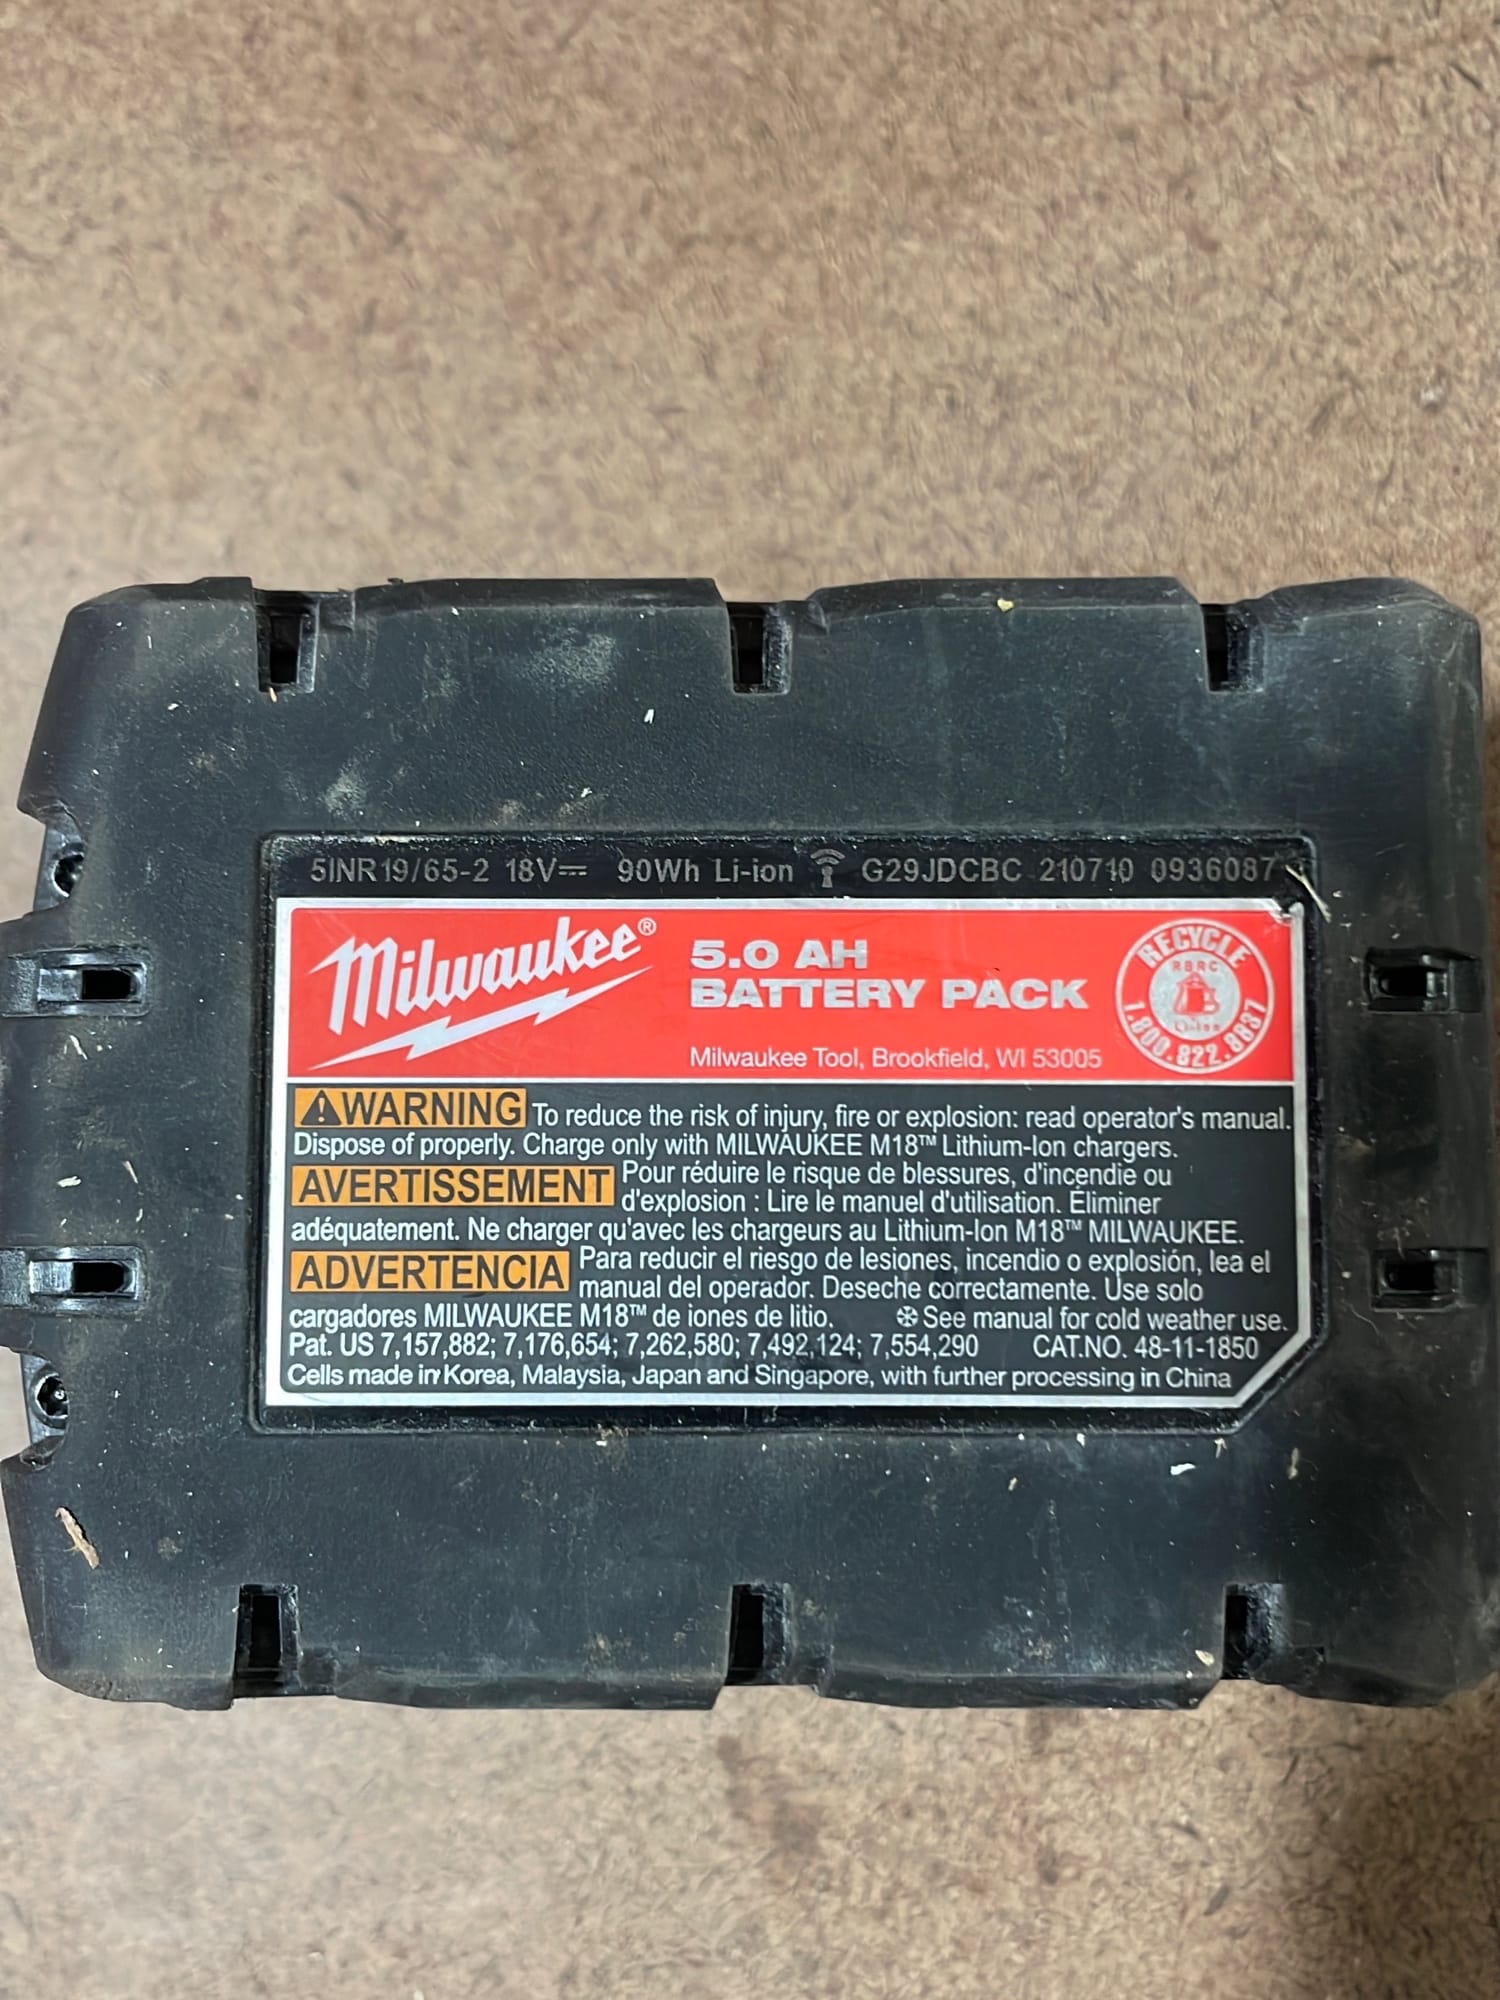 5INR19/65-2 18V⎓ 90Wh Li-ion G29JDCBC 210710 0936087
Milwaukee®
5.0 AH
BATTERY PACK
Milwaukee Tool, Brookfield, WI 53005
RECYCLE
RBRC
Li-Ion
1.800.822.8837
⚠WARNING To reduce the risk of injury, fire or explosion: read operator's manual.
Dispose of properly. Charge only with MILWAUKEE M18™ Lithium-Ion chargers.
AVERTISSEMENT Pour réduire le risque de blessures, d'incendie ou
d'explosion : Lire le manuel d'utilisation. Éliminer
adéquatement. Ne charger qu'avec les chargeurs au Lithium-Ion M18™ MILWAUKEE.
ADVERTENCIA Para reducir el riesgo de lesiones, incendio o explosión, lea el
manual del operador. Deseche correctamente. Use solo
cargadores MILWAUKEE M18™ de iones de litio. ❄See manual for cold weather use.
Pat. US 7,157,882; 7,176,654; 7,262,580; 7,492,124; 7,554,290 CAT.NO. 48-11-1850
Cells made in Korea, Malaysia, Japan and Singapore, with further processing in China